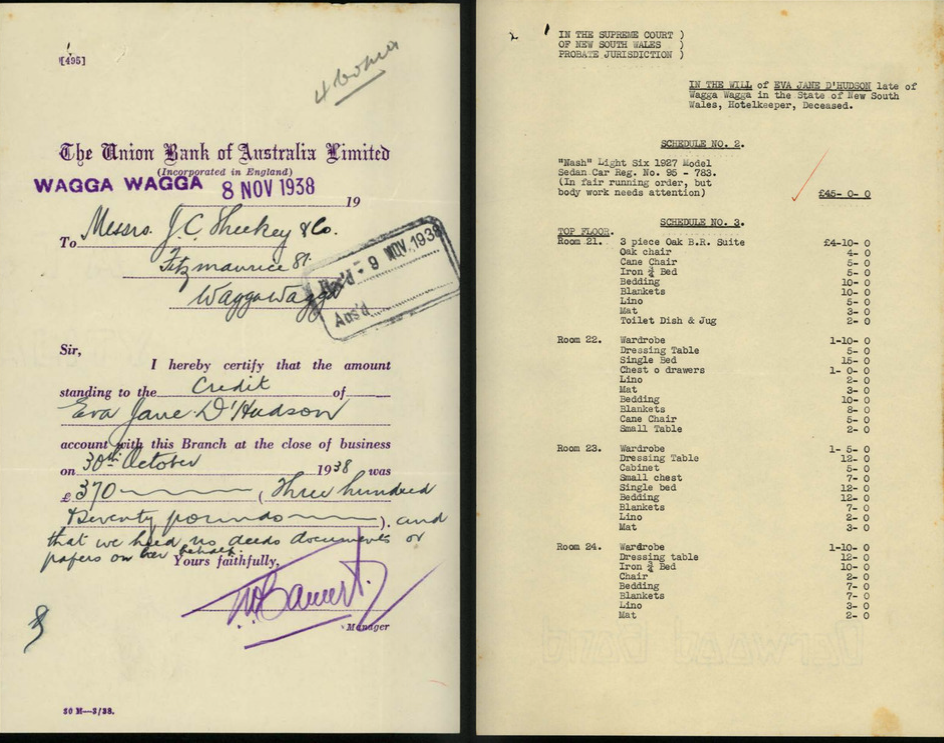 [495]
The Union Bank of Australia Limited
(Incorporated in England)
WAGGA WAGGA 8 NOV 1938
19
To Messrs. J. C. Sheekey & Co.
Fitzmaurice St.
Wagga Wagga
9 NOV. 1938
Ans'd
Sir,
I hereby certify that the amount
standing to the Credit of
Eva Jane D'Hudson
account with this Branch at the close of business
on 30th October 1938 was
£370 (Three hundred
& Seventy pounds), and
that we held no deeds documents or
papers on her behalf.
Yours faithfully,
Manager
50 M—3/38.
IN THE SUPREME COURT )
OF NEW SOUTH WALES )
PROBATE JURISDICTION )
IN THE WILL of EVA JANE D'HUDSON late of
Wagga Wagga in the State of New South
Wales, Hotelkeeper, Deceased.
SCHEDULE NO. 2.
"Nash" Light Six 1927 Model
Sedan Car Reg. No. 95 - 783.
(In fair running order, but
body work needs attention) £45- 0- 0
SCHEDULE NO. 3.
TOP FLOOR.
Room 21. 3 piece Oak B.R. Suite £4-10- 0
Oak chair 4- 0
Cane Chair 5- 0
Iron ¾ Bed 5- 0
Bedding 10- 0
Blankets 10- 0
Lino 5- 0
Mat 3- 0
Toilet Dish & Jug 2- 0
Room 22. Wardrobe 1-10- 0
Dressing Table 5- 0
Single Bed 15- 0
Chest o drawers 1- 0- 0
Lino 2- 0
Mat 3- 0
Bedding 10- 0
Blankets 8- 0
Cane Chair 5- 0
Small Table 2- 0
Room 23. Wardrobe 1- 5- 0
Dressing Table 12- 0
Cabinet 5- 0
Small chest 7- 0
Single bed 12- 0
Bedding 12- 0
Blankets 7- 0
Lino 2- 0
Mat 3- 0
Room 24. Wardrobe 1-10- 0
Dressing table 12- 0
Iron ¾ Bed 10- 0
Chair 2- 0
Bedding 7- 0
Blankets 7- 0
Lino 3- 0
Mat 2- 0